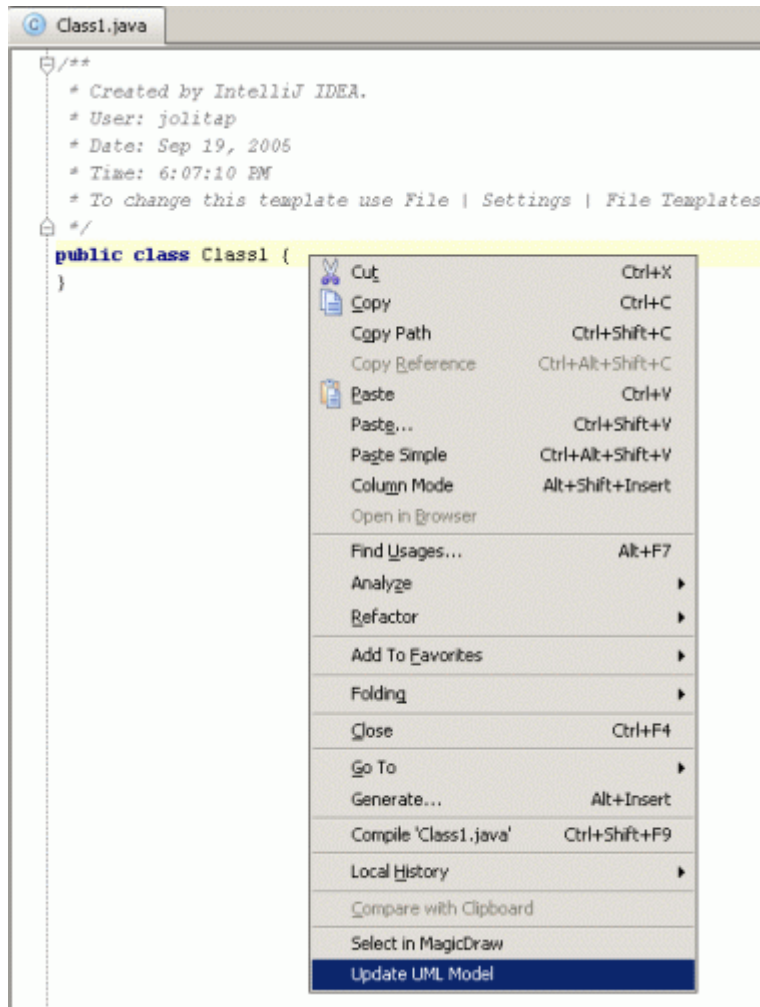 Class1.java
/**
* Created by IntelliJ IDEA.
* User: jolitap
* Date: Sep 19, 2005
* Time: 6:07:10 PM
* To change this template use File | Settings | File Templates
*/
public class Class1 {
}
Cut Ctrl+X
Copy Ctrl+C
Copy Path Ctrl+Shift+C
Copy Reference Ctrl+Alt+Shift+C
Paste Ctrl+V
Paste... Ctrl+Shift+V
Paste Simple Ctrl+Alt+Shift+V
Column Mode Alt+Shift+Insert
Open in Browser
Find Usages... Alt+F7
Analyze
Refactor
Add To Favorites
Folding
Close Ctrl+F4
Go To
Generate... Alt+Insert
Compile 'Class1.java' Ctrl+Shift+F9
Local History
Compare with Clipboard
Select in MagicDraw
Update UML Model